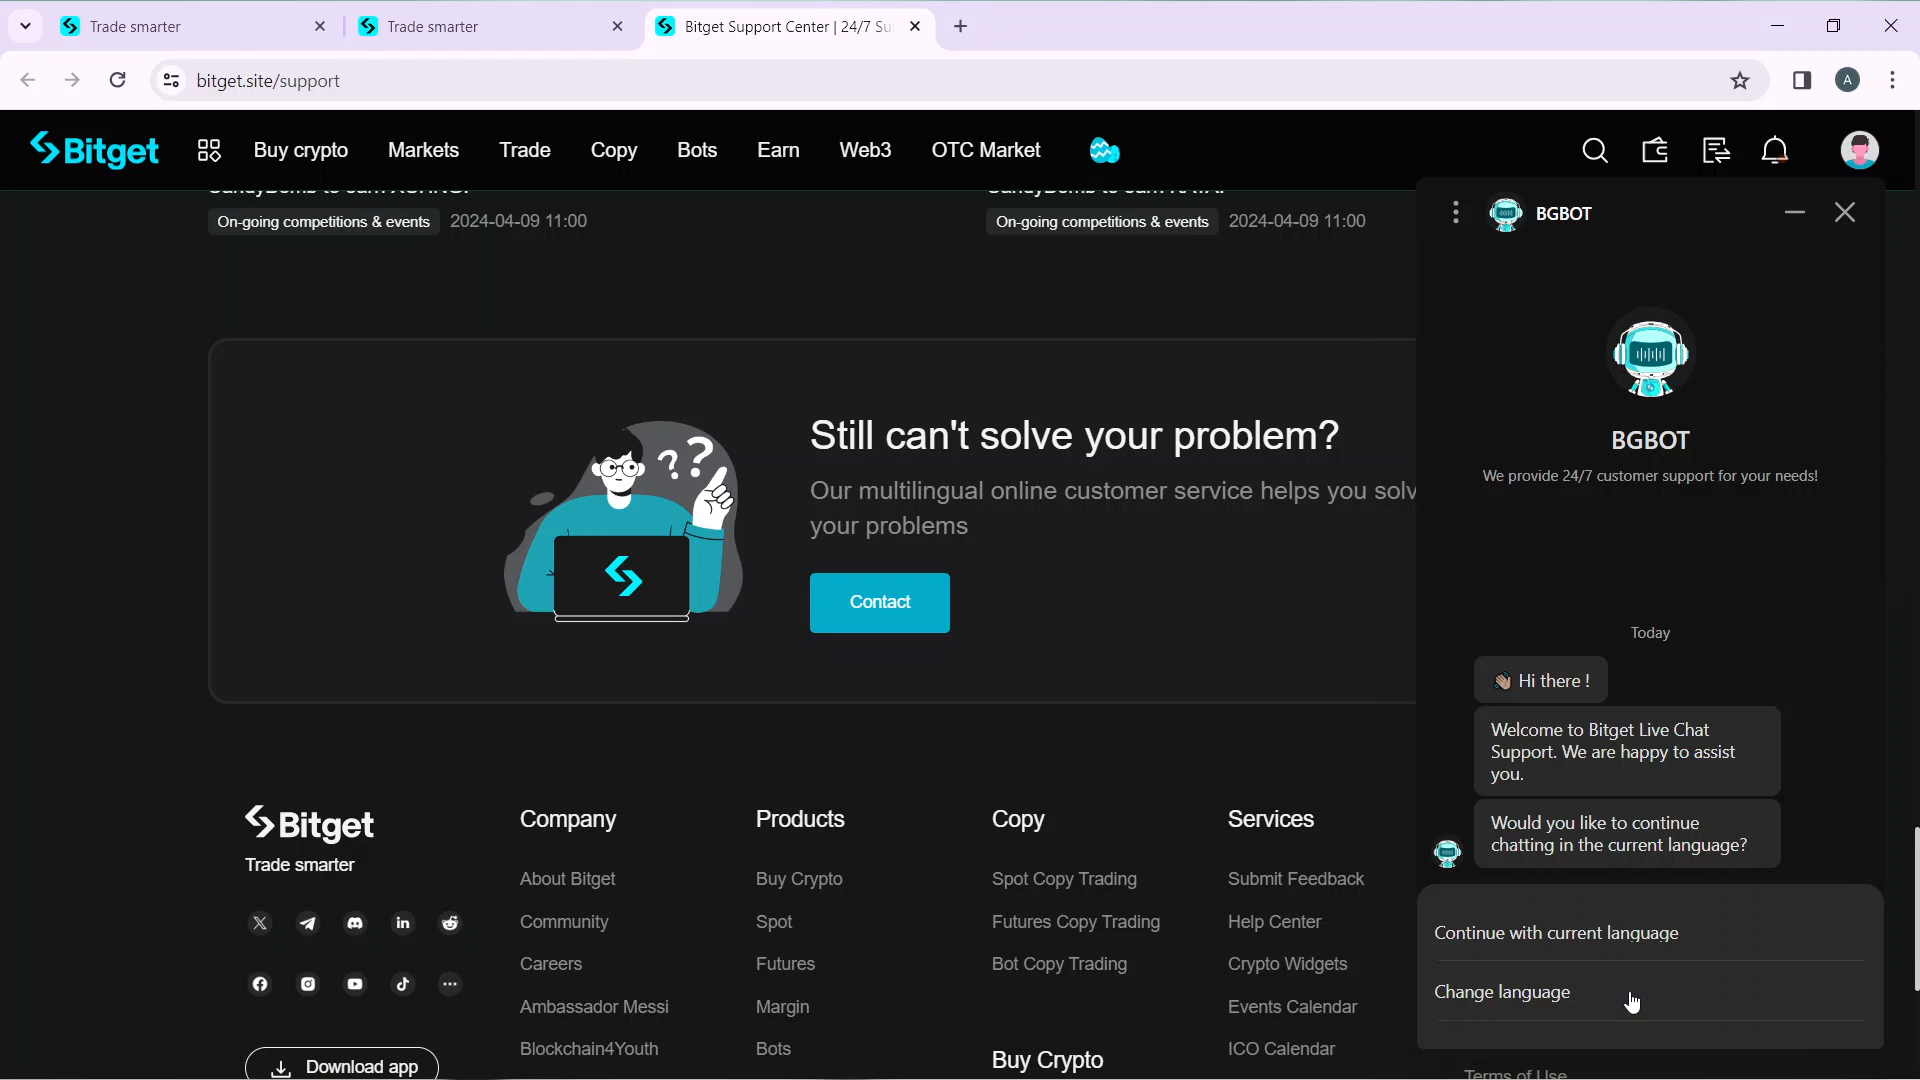 Trade smarter
Trade smarter
Bitget Support Center | 24/7 Su
bitget.site/support
A
Bitget
Buy crypto
Markets
Trade
Copy
Bots
Earn
Web3
OTC Market
On-going competitions & events 2024-04-09 11:00
On-going competitions & events 2024-04-09 11:00
Still can't solve your problem?
Our multilingual online customer service helps you solv
your problems
Contact
BGBOT
BGBOT
We provide 24/7 customer support for your needs!
Today
👋🏽 Hi there !
Welcome to Bitget Live Chat
Support. We are happy to assist
you.
Would you like to continue
chatting in the current language?
Continue with current language
Change language
Bitget
Trade smarter
Download app
Company
About Bitget
Community
Careers
Ambassador Messi
Blockchain4Youth
Products
Buy Crypto
Spot
Futures
Margin
Bots
Copy
Spot Copy Trading
Futures Copy Trading
Bot Copy Trading
Buy Crypto
Services
Submit Feedback
Help Center
Crypto Widgets
Events Calendar
ICO Calendar
Terms of Use